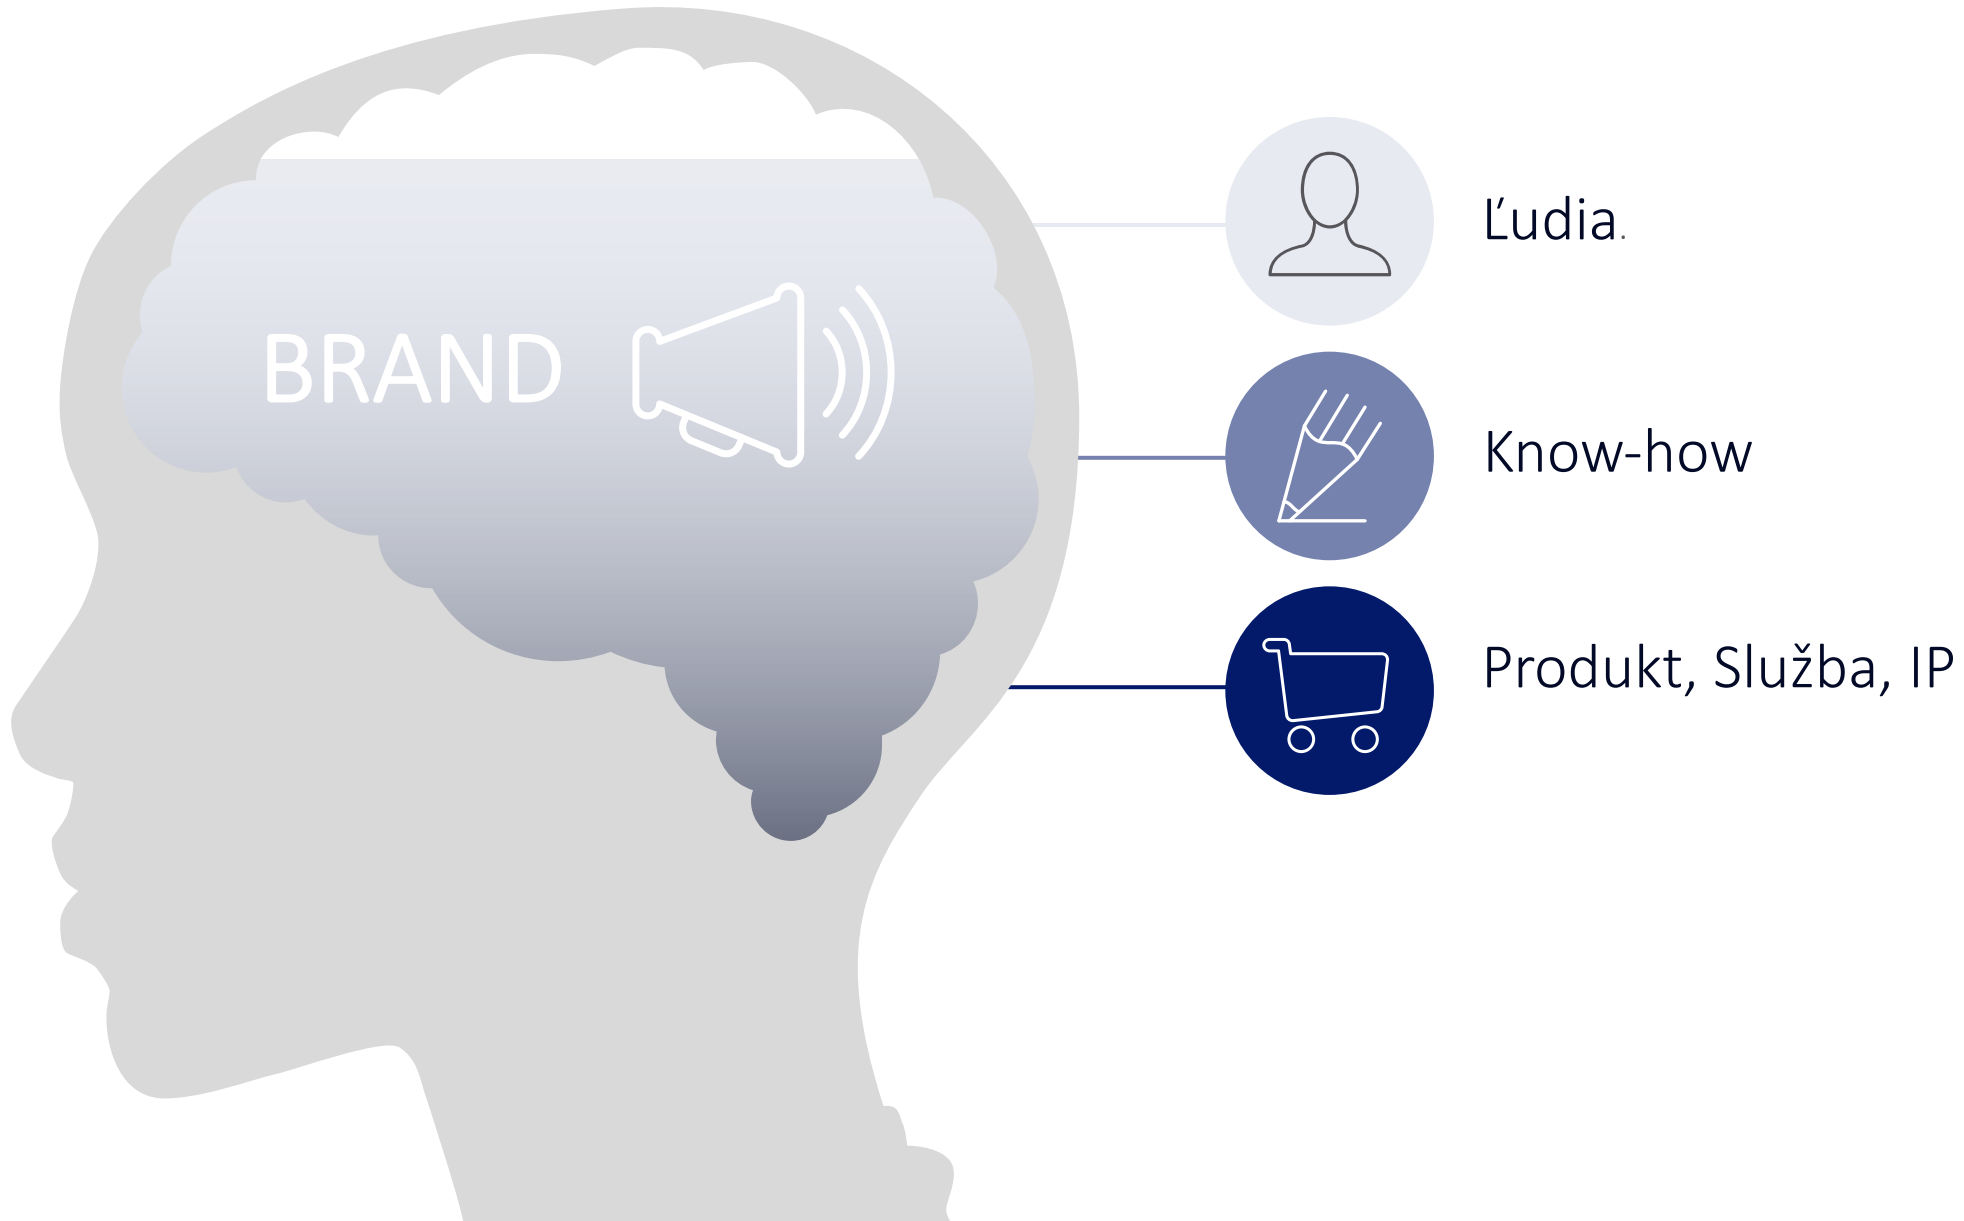 BRAND
Ľudia.
Know-how
Produkt, Služba, IP